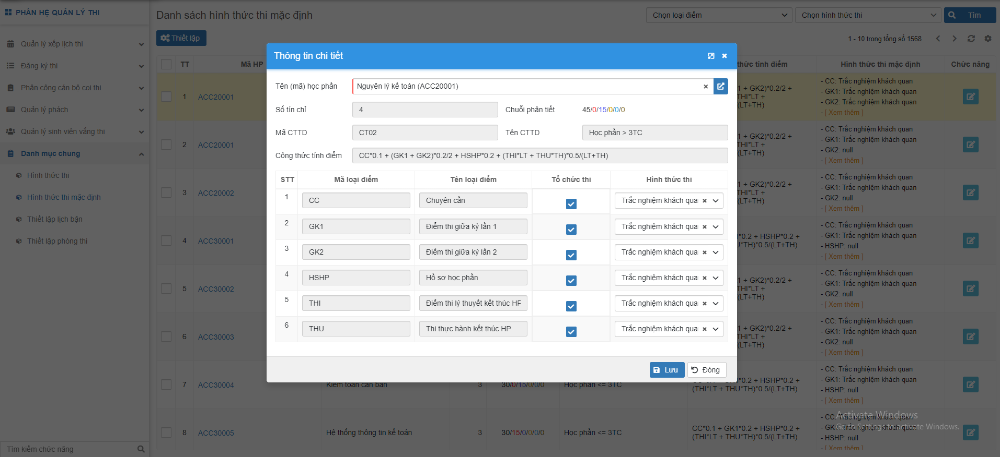 PHÂN HỆ QUẢN LÝ THI
Quản lý xếp lịch thi
Đăng ký thi
Phân công cán bộ coi thi
Quản lý phách
Quản lý sinh viên vắng thi
Danh mục chung
Hình thức thi
Hình thức thi mặc định
Thiết lập lịch bận
Thiết lập phòng thi
Tìm kiếm chức năng
Danh sách hình thức thi mặc định
Chọn loại điểm
Chọn hình thức thi
Tìm
Thiết lập
1 - 10 trong tổng số 1568
TT Mã HP thức tính điểm Hình thức thi mặc định Chức năng
Thông tin chi tiết
Tên (mã) học phần Nguyên lý kế toán (ACC20001)
Số tín chỉ 4 Chuỗi phân tiết 45/0/15/0/0/0
Mã CTTD CT02 Tên CTTD Học phần > 3TC
Công thức tính điểm CC*0.1 + (GK1 + GK2)*0.2/2 + HSHP*0.2 + (THI*LT + THU*TH)*0.5/(LT+TH)
STT Mã loại điểm Tên loại điểm Tổ chức thi Hình thức thi
1 CC Chuyên cần Trắc nghiệm khách qua
2 GK1 Điểm thi giữa kỳ lần 1 Trắc nghiệm khách qua
3 GK2 Điểm thi giữa kỳ lần 2 Trắc nghiệm khách qua
4 HSHP Hồ sơ học phần Trắc nghiệm khách qua
5 THI Điểm thi lý thuyết kết thúc HP Trắc nghiệm khách qua
6 THU Thi thực hành kết thúc HP Trắc nghiệm khách qua
Lưu
Đóng
1 ACC20001
1 + GK2)*0.2/2 +
THI*LT +
(LT+TH)
- CC: Trắc nghiệm khách quan
- GK1: Trắc nghiệm khách quan
- GK2: Trắc nghiệm khách quan
- [ Xem thêm ]
2 ACC20001
1 + GK2)*0.2/2 +
THI*LT +
(LT+TH)
- CC: Trắc nghiệm khách quan
- GK1: Trắc nghiệm khách quan
- GK2: null
- [ Xem thêm ]
3 ACC20002
1 + GK2)*0.2/2 +
THI*LT +
(LT+TH)
- CC: Trắc nghiệm khách quan
- GK1: Trắc nghiệm khách quan
- GK2: null
- [ Xem thêm ]
4 ACC30001
*0.2 + HSHP*0.2 +
U*TH)*0.5/(LT+TH)
- CC: Trắc nghiệm khách quan
- GK1: Trắc nghiệm khách quan
- HSHP: null
- [ Xem thêm ]
5 ACC30002
1 + GK2)*0.2/2 +
THI*LT +
(LT+TH)
- CC: Trắc nghiệm khách quan
- GK1: Trắc nghiệm khách quan
- GK2: null
- [ Xem thêm ]
6 ACC30003
1 + GK2)*0.2/2 +
THI*LT +
(LT+TH)
- CC: Trắc nghiệm khách quan
- GK1: Trắc nghiệm khách quan
- GK2: null
- [ Xem thêm ]
7 ACC30004 Kiểm toán căn bản 3 30/0/15/0/0/0 Học phần <= 3TC
*0.2 + HSHP*0.2 +
(THI*LT + THU*TH)*0.5/(LT+TH)
- CC: Trắc nghiệm khách quan
- GK1: Trắc nghiệm khách quan
- HSHP: null
- [ Xem thêm ]
8 ACC30005 Hệ thống thông tin kế toán 3 30/15/0/0/0/0 Học phần <= 3TC
CC*0.1 + GK1*0.2 + HSHP*0.2 +
(THI*LT + THU*TH)*0.5/(LT+TH)
- CC: Trắc nghiệm khách quan
- GK1: Trắc nghiệm khách quan
- HSHP: null
- [ Xem thêm ]
Activate Windows
Go to Settings to activate Windows.